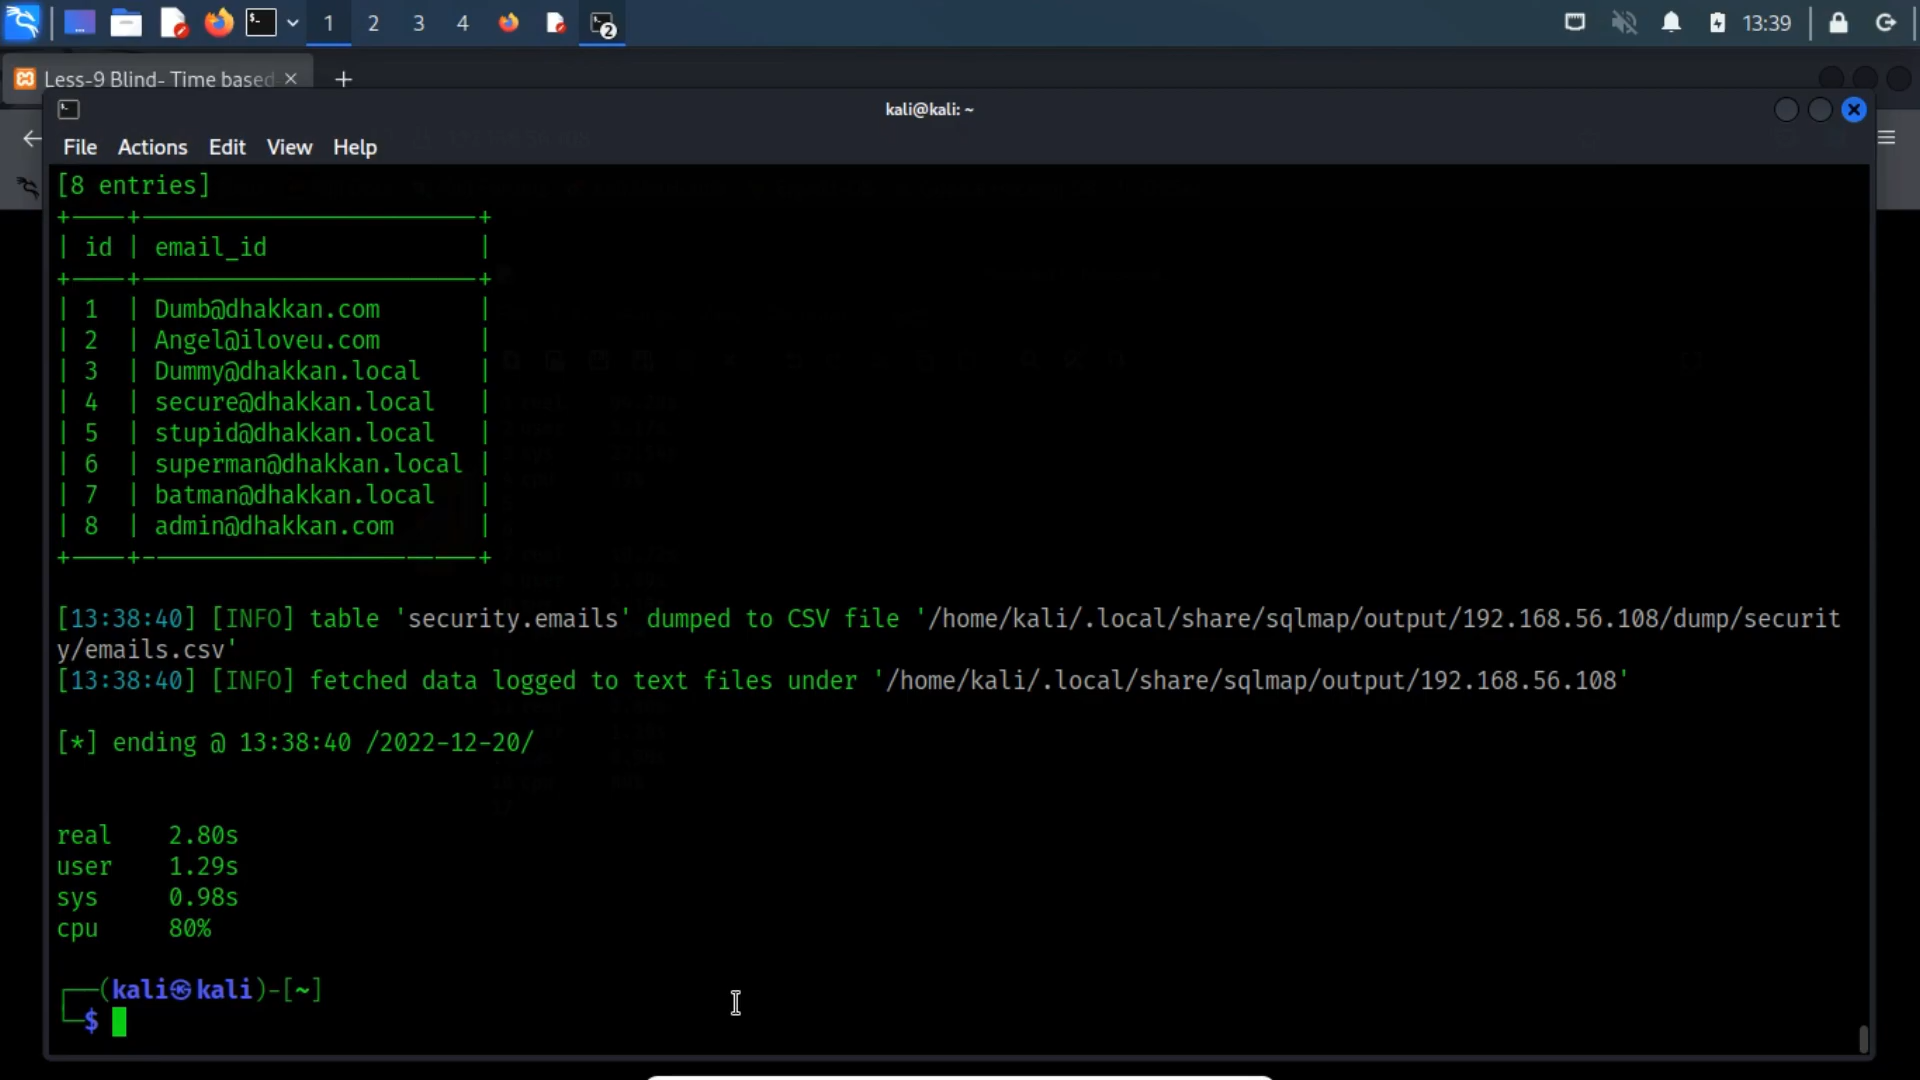 1 2 3 4 2 13:39
Less-9 Blind- Time based
kali@kali: ~
File Actions Edit View Help
[8 entries]
+----+------------------------+
| id | email_id |
+----+------------------------+
| 1 | Dumb@dhakkan.com |
| 2 | Angel@iloveu.com |
| 3 | Dummy@dhakkan.local |
| 4 | secure@dhakkan.local |
| 5 | stupid@dhakkan.local |
| 6 | superman@dhakkan.local |
| 7 | batman@dhakkan.local |
| 8 | admin@dhakkan.com |
+----+------------------------+
[13:38:40] [INFO] table 'security.emails' dumped to CSV file '/home/kali/.local/share/sqlmap/output/192.168.56.108/dump/securit
y/emails.csv'
[13:38:40] [INFO] fetched data logged to text files under '/home/kali/.local/share/sqlmap/output/192.168.56.108'
[*] ending @ 13:38:40 /2022-12-20/
real 2.80s
user 1.29s
sys 0.98s
cpu 80%
┌──(kali㉿kali)-[~]
└─$